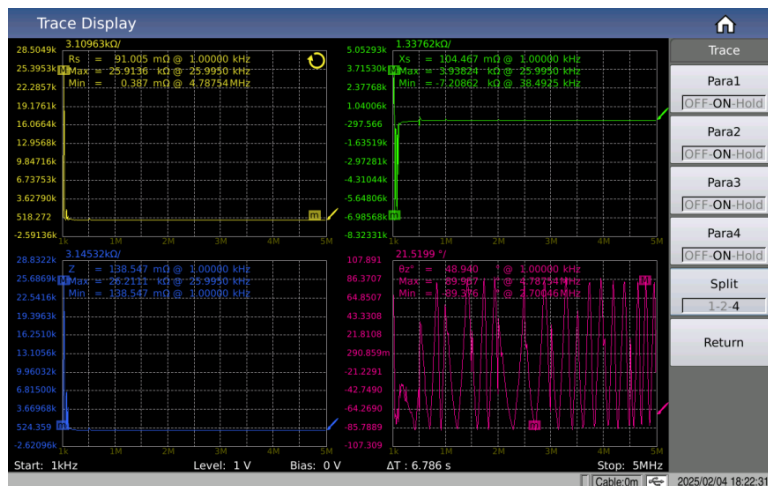 Trace Display
3.10963kΩ/
28.5049k
25.3953k
22.2857k
19.1761k
16.0664k
12.9568k
9.84716k
6.73753k
3.62790k
518.272
-2.59136k
Rs = 91.005 mΩ @ 1.00000 kHz
M Max = 25.9136 kΩ @ 25.9950 kHz
Min = 0.387 mΩ @ 4.78754MHz
m
1k 1M 2M 3M 4M 5M
1.33762kΩ/
5.05293k
3.71530k
2.37768k
1.04006k
-297.566
-1.63519k
-2.97281k
-4.31044k
-5.64806k
-6.98568k
-8.32331k
Xs = 104.467 mΩ @ 1.00000 kHz
M Max = 3.93824 kΩ @ 25.9950 kHz
Min = -7.20862 kΩ @ 38.4925 kHz
m
1k 1M 2M 3M 4M 5M
3.14532kΩ/
28.8322k
25.6869k
22.5416k
19.3963k
16.2510k
13.1056k
9.96032k
6.81500k
3.66968k
524.359
-2.62096k
Z = 138.547 mΩ @ 1.00000 kHz
M Max = 26.2111 kΩ @ 25.9950 kHz
Min = 138.547 mΩ @ 1.00000 kHz
m
1M 2M 3M 4M 5M
21.5199 °/
107.891
86.3707
64.8507
43.3308
21.8108
290.859m
-21.2291
-42.7490
-64.2690
-85.7889
-107.309
θz° = 48.940 ° @ 1.00000 kHz
Max = ° @ 4.78754MHz
Min = ° @ 2.70046MHz
M
m
1k 1M 2M 3M 4M 5M
Start: 1kHz Level: 1 V Bias: 0 V ΔT : 6.786 s Stop: 5MHz
Trace
Para1
OFF-ON-Hold
Para2
OFF-ON-Hold
Para3
OFF-ON-Hold
Para4
OFF-ON-Hold
Split
1-2-4
Return
Cable:0m 2025/02/04 18:22:31